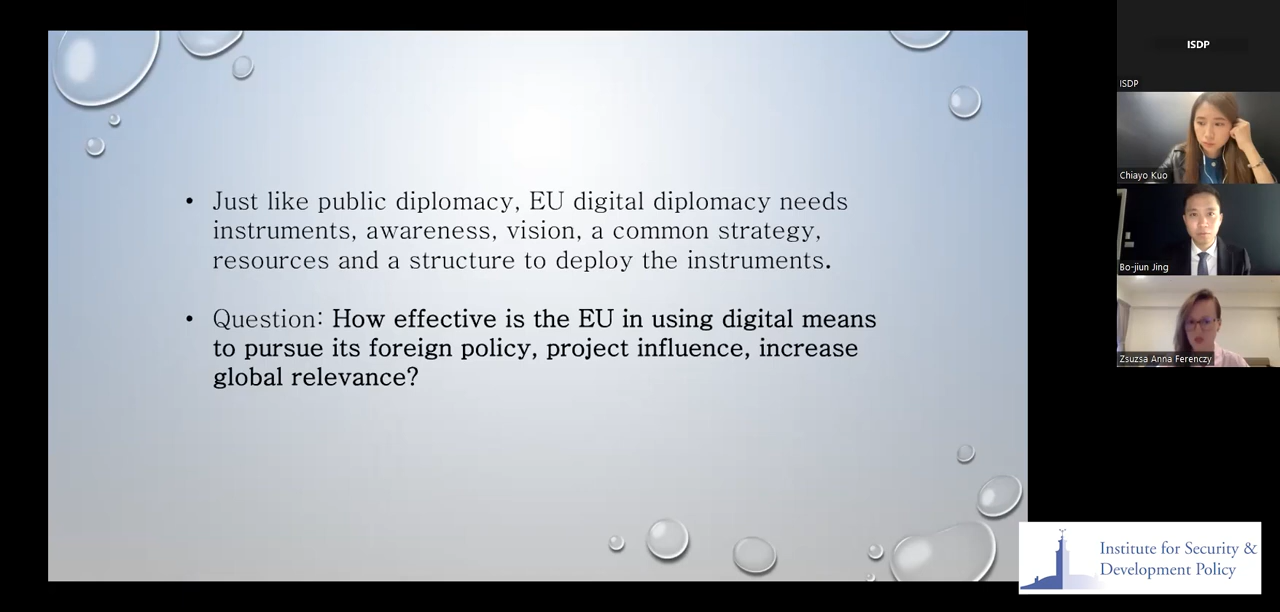 Just like public diplomacy, EU digital diplomacy needs
instruments, awareness, vision, a common strategy,
resources and a structure to deploy the instruments.
Question: How effective is the EU in using digital means
to pursue its foreign policy, project influence, increase
global relevance?
ISDP
ISDP
Chiayo Kuo
Bo-jiun Jing
Zsuzsa Anna Ferenczy
Institute for Security &
Development Policy